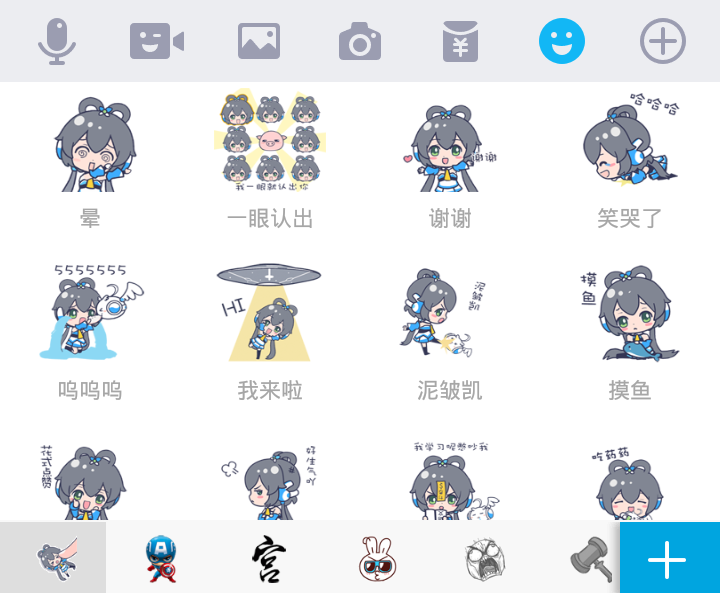 哈哈哈
谢谢
我一眼就认出你
晕
一眼认出
谢谢
笑哭了
5555555
HI
泥皱凯
摸鱼
呜呜呜
我来啦
泥皱凯
摸鱼
花式点赞
好生气吖
我学习呢憋吵我
吃药药
宫